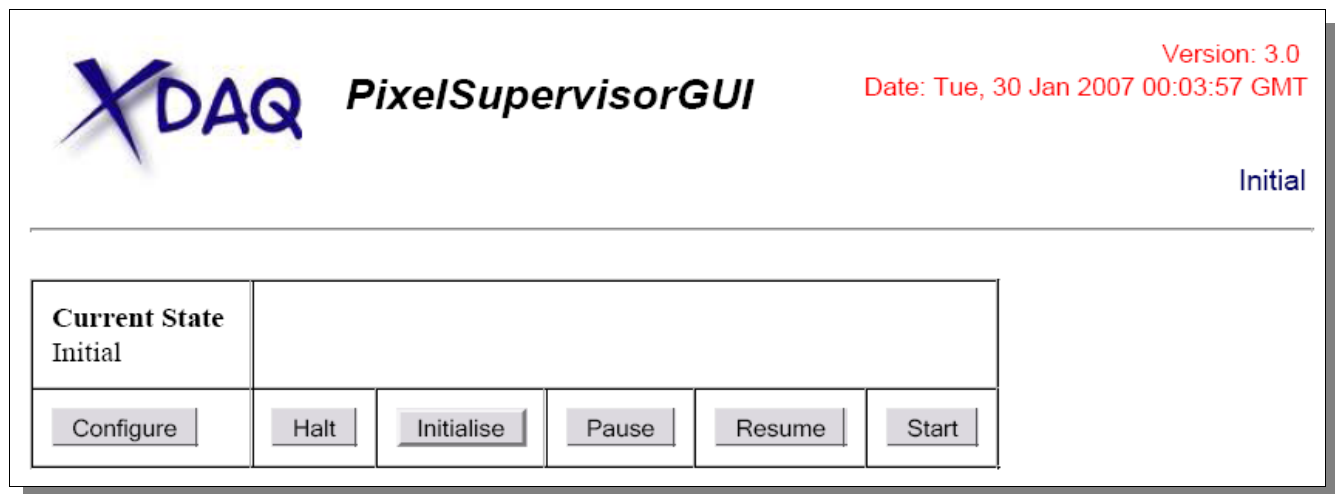 XDAQ
PixelSupervisorGUI
Version: 3.0
Date: Tue, 30 Jan 2007 00:03:57 GMT
Initial
Current State
Initial
Configure Halt Initialise Pause Resume Start